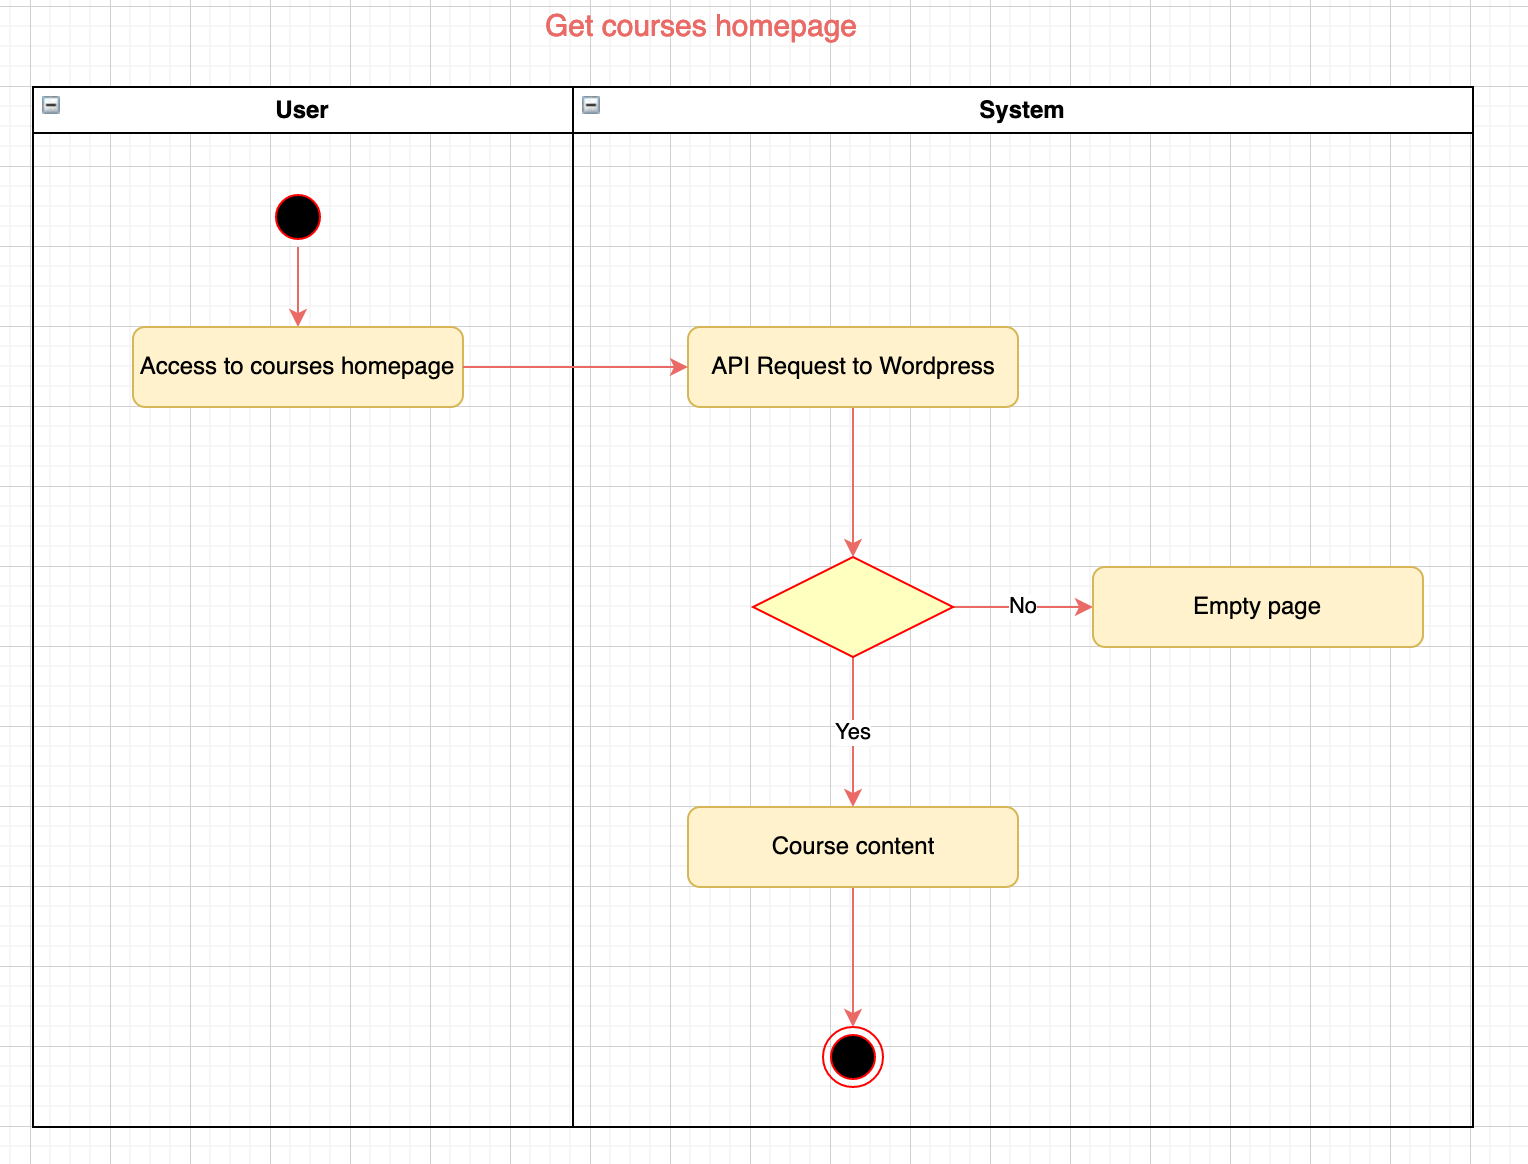 Get courses homepage
User
System
Access to courses homepage
API Request to Wordpress
No
Empty page
Yes
Course content